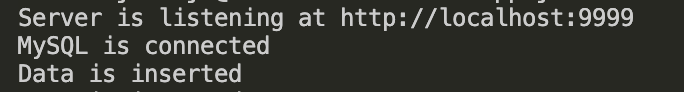 Server is listening at http://localhost:9999
MySQL is connected
Data is inserted